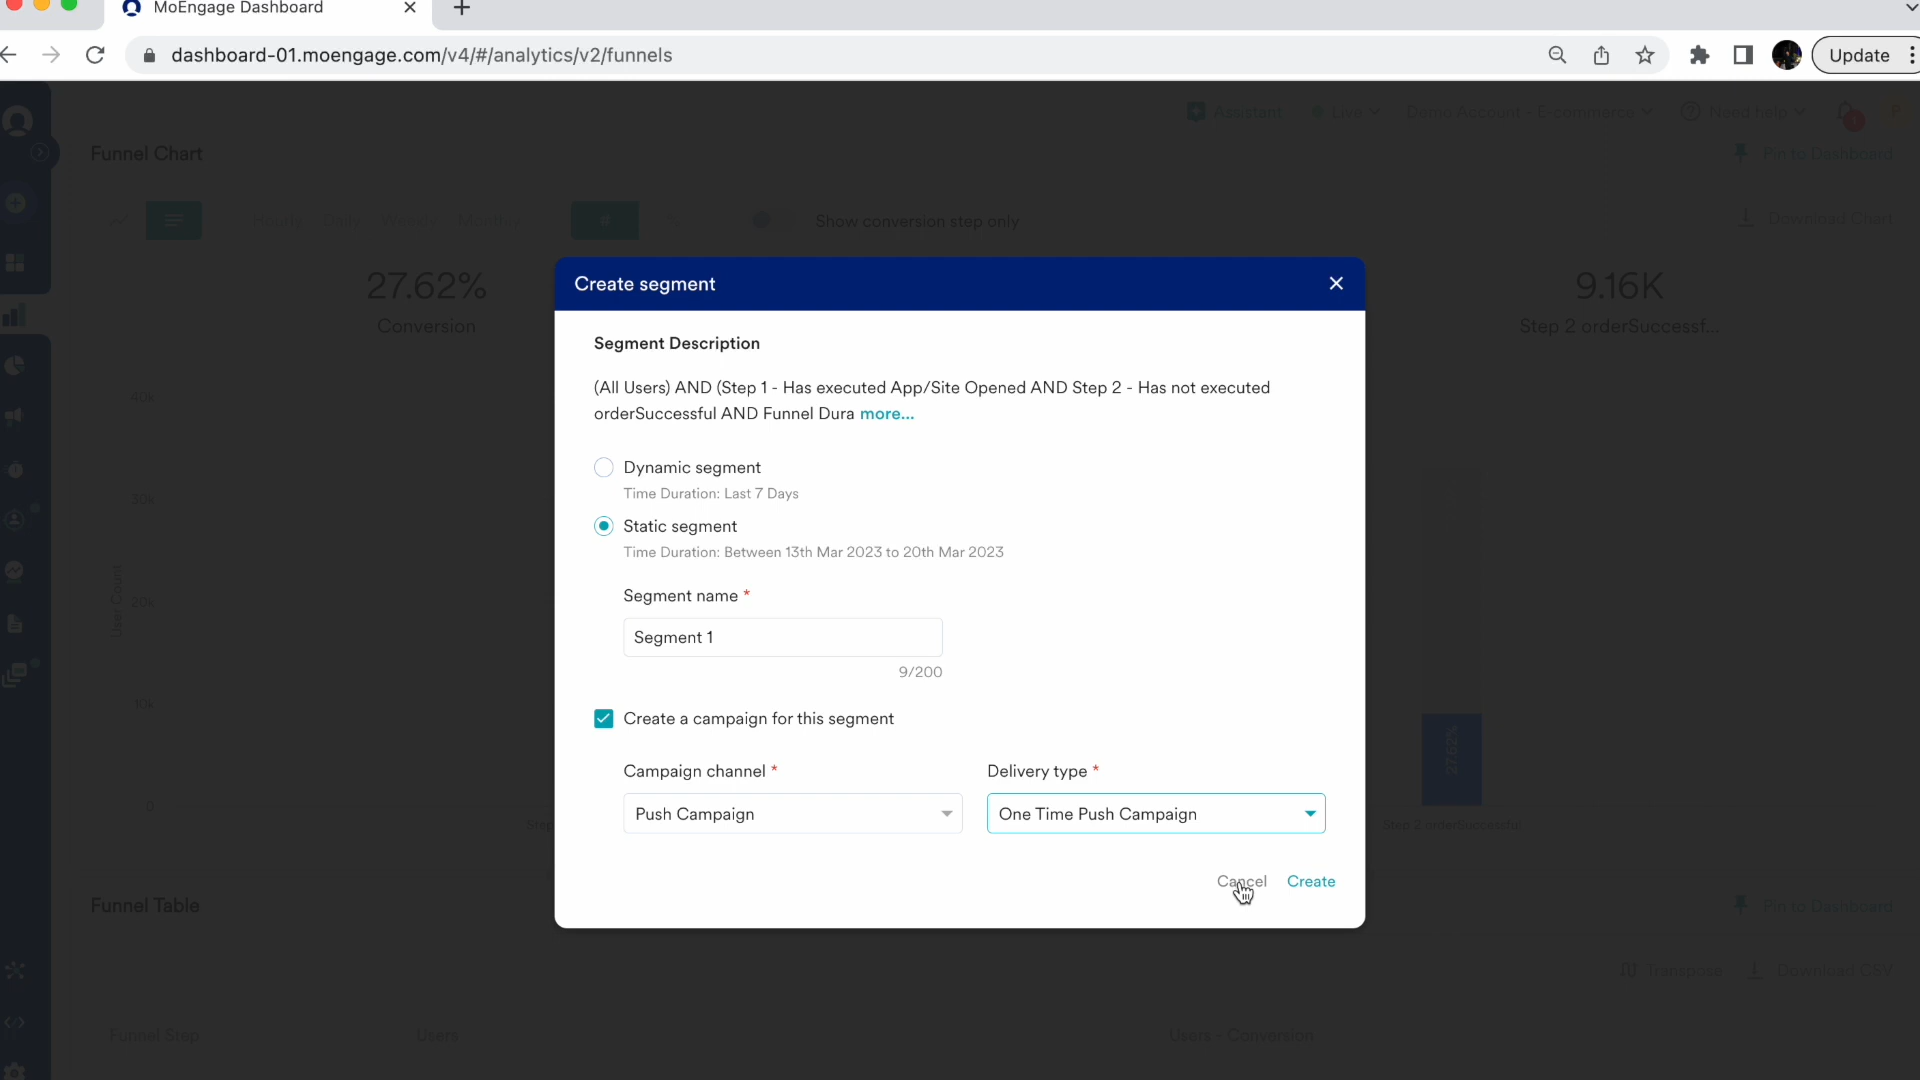 MoEngage Dashboard
dashboard-01.moengage.com/v4/#/analytics/v2/funnels
Update
Assistant
Live
Demo Account - E-commerce
Need help
Funnel Chart
Pin to Dashboard
Hourly Daily Weekly Monthly
#
Show conversion step only
Download Chart
27.62%
Conversion
9.16K
Step 2 orderSuccessf...
Create segment
Segment Description
(All Users) AND (Step 1 - Has executed App/Site Opened AND Step 2 - Has not executed
orderSuccessful AND Funnel Dura more...
Dynamic segment
Time Duration: Last 7 Days
Static segment
Time Duration: Between 13th Mar 2023 to 20th Mar 2023
Segment name *
Segment 1
9/200
Create a campaign for this segment
Campaign channel *
Delivery type *
Push Campaign
One Time Push Campaign
Cancel
Create
40k
30k
20k
10k
0
User Count
27.62%
Step 2 orderSuccessful
Funnel Table
Pin to Dashboard
Transpose
Download CSV
Funnel Step
Users
Users - Conversion